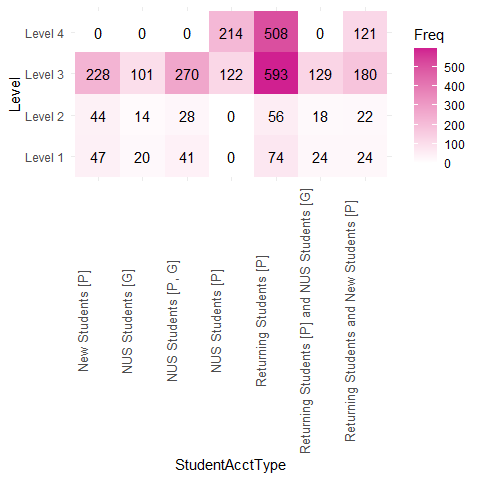 Level 4 0 0 0 214 508 0 121
Level 3 228 101 270 122 593 129 180
Level 2 44 14 28 0 56 18 22
Level 1 47 20 41 0 74 24 24
Level
New Students [P]
NUS Students [G]
NUS Students [P, G]
NUS Students [P]
Returning Students [P]
Returning Students [P] and NUS Students [G]
Returning Students and New Students [P]
StudentAcctType
Freq
500
400
300
200
100
0